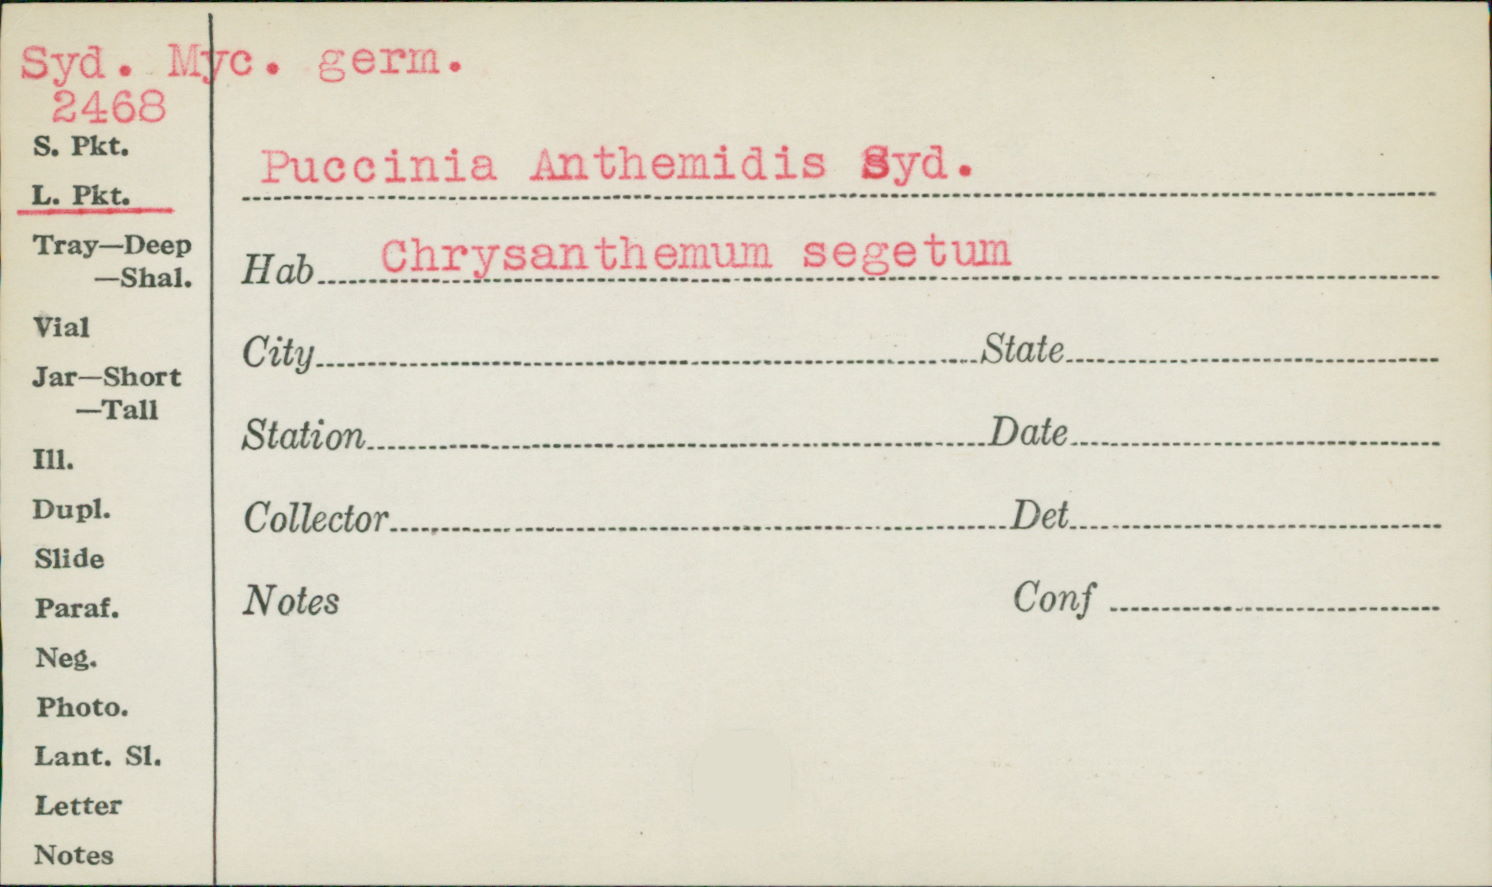 Syd. Myc. germ.
2468
S. Pkt.
L. Pkt.
Tray—Deep
—Shal.
Vial
Jar—Short
—Tall
Ill.
Dupl.
Slide
Paraf.
Neg.
Photo.
Lant. Sl.
Letter
Notes
Puccinia Anthemidis Syd.
Hab Chrysanthemum segetum
City State
Station Date
Collector Det
Notes Conf